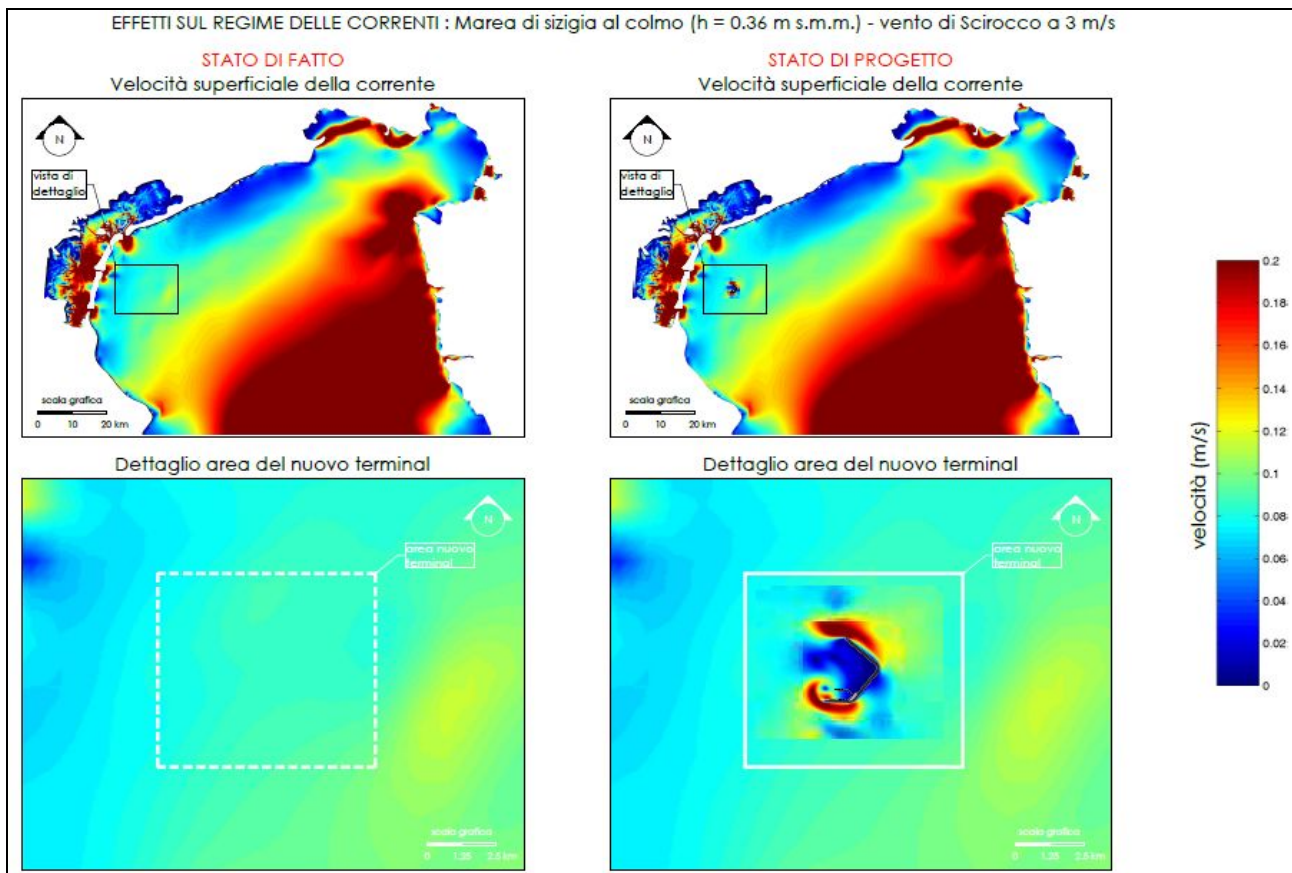 EFFETTI SUL REGIME DELLE CORRENTI : Marea di sizigia al colmo (h = 0.36 m s.m.m.) - vento di Scirocco a 3 m/s
STATO DI FATTO
Velocità superficiale della corrente
N
vista di
dettaglio
scala grafica
0 10 20 km
STATO DI PROGETTO
Velocità superficiale della corrente
N
vista di
dettaglio
scala grafica
0 10 20 km
Dettaglio area del nuovo terminal
N
area nuovo
terminal
scala grafica
0 1.25 2.5 km
Dettaglio area del nuovo terminal
N
area nuovo
terminal
scala grafica
0 1.25 2.5 km
velocità (m/s)
0.2
0.18
0.16
0.14
0.12
0.1
0.08
0.06
0.04
0.02
0